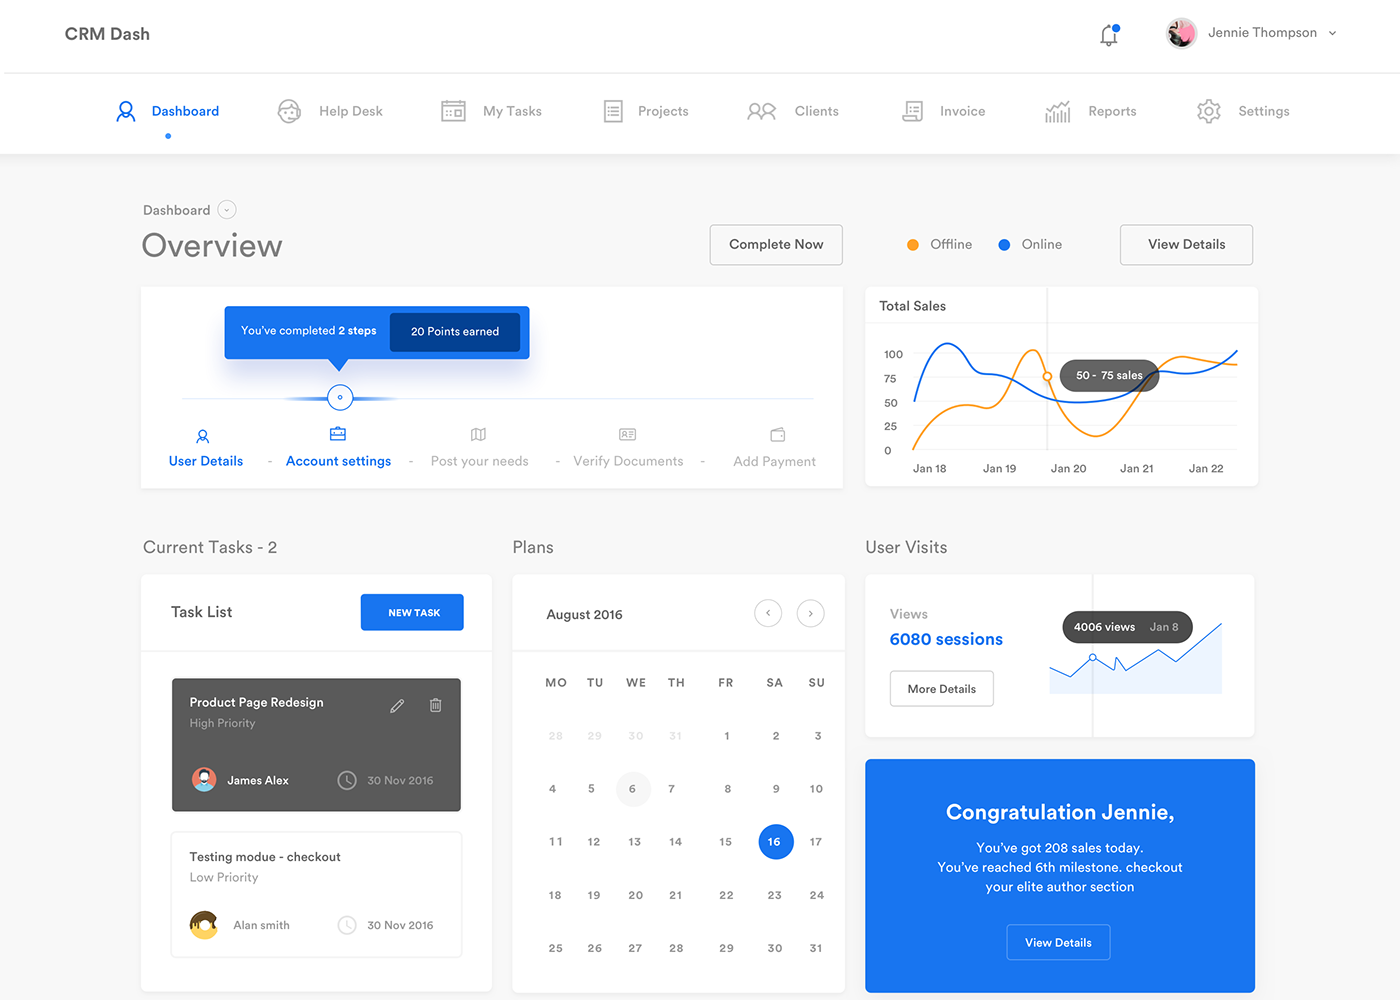 CRM Dash
Jennie Thompson
Dashboard
Help Desk
My Tasks
Projects
Clients
Invoice
Reports
Settings
Dashboard
Overview
Complete Now
Offline
Online
View Details
You've completed 2 steps
20 Points earned
User Details - Account settings - Post your needs - Verify Documents - Add Payment
Total Sales
100
75
50
25
0
50 - 75 sales
Jan 18 Jan 19 Jan 20 Jan 21 Jan 22
Current Tasks - 2
Task List
NEW TASK
Product Page Redesign
High Priority
James Alex
30 Nov 2016
Testing modue - checkout
Low Priority
Alan smith
30 Nov 2016
Plans
August 2016
MO TU WE TH FR SA SU
28 29 30 31 1 2 3
4 5 6 7 8 9 10
11 12 13 14 15 16 17
18 19 20 21 22 23 24
25 26 27 28 29 30 31
User Visits
Views
6080 sessions
More Details
4006 views Jan 8
Congratulation Jennie,
You've got 208 sales today.
You've reached 6th milestone. checkout
your elite author section
View Details